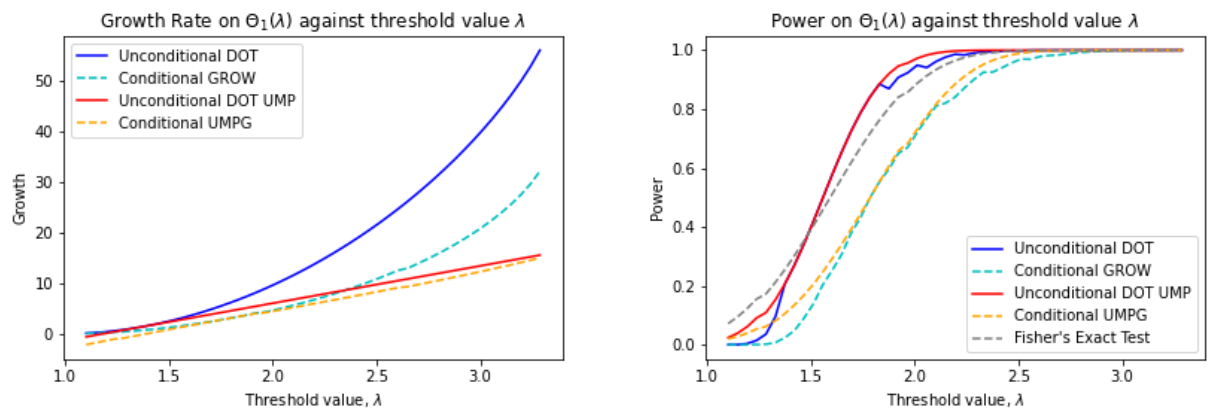 Growth Rate on Θ₁(λ) against threshold value λ
Unconditional DOT
Conditional GROW
Unconditional DOT UMP
Conditional UMPG
Growth
50
40
30
20
10
0
1.0 1.5 2.0 2.5 3.0
Threshold value, λ
Power on Θ₁(λ) against threshold value λ
Power
1.0
0.8
0.6
0.4
0.2
0.0
Unconditional DOT
Conditional GROW
Unconditional DOT UMP
Conditional UMPG
Fisher's Exact Test
1.0 1.5 2.0 2.5 3.0
Threshold value, λ